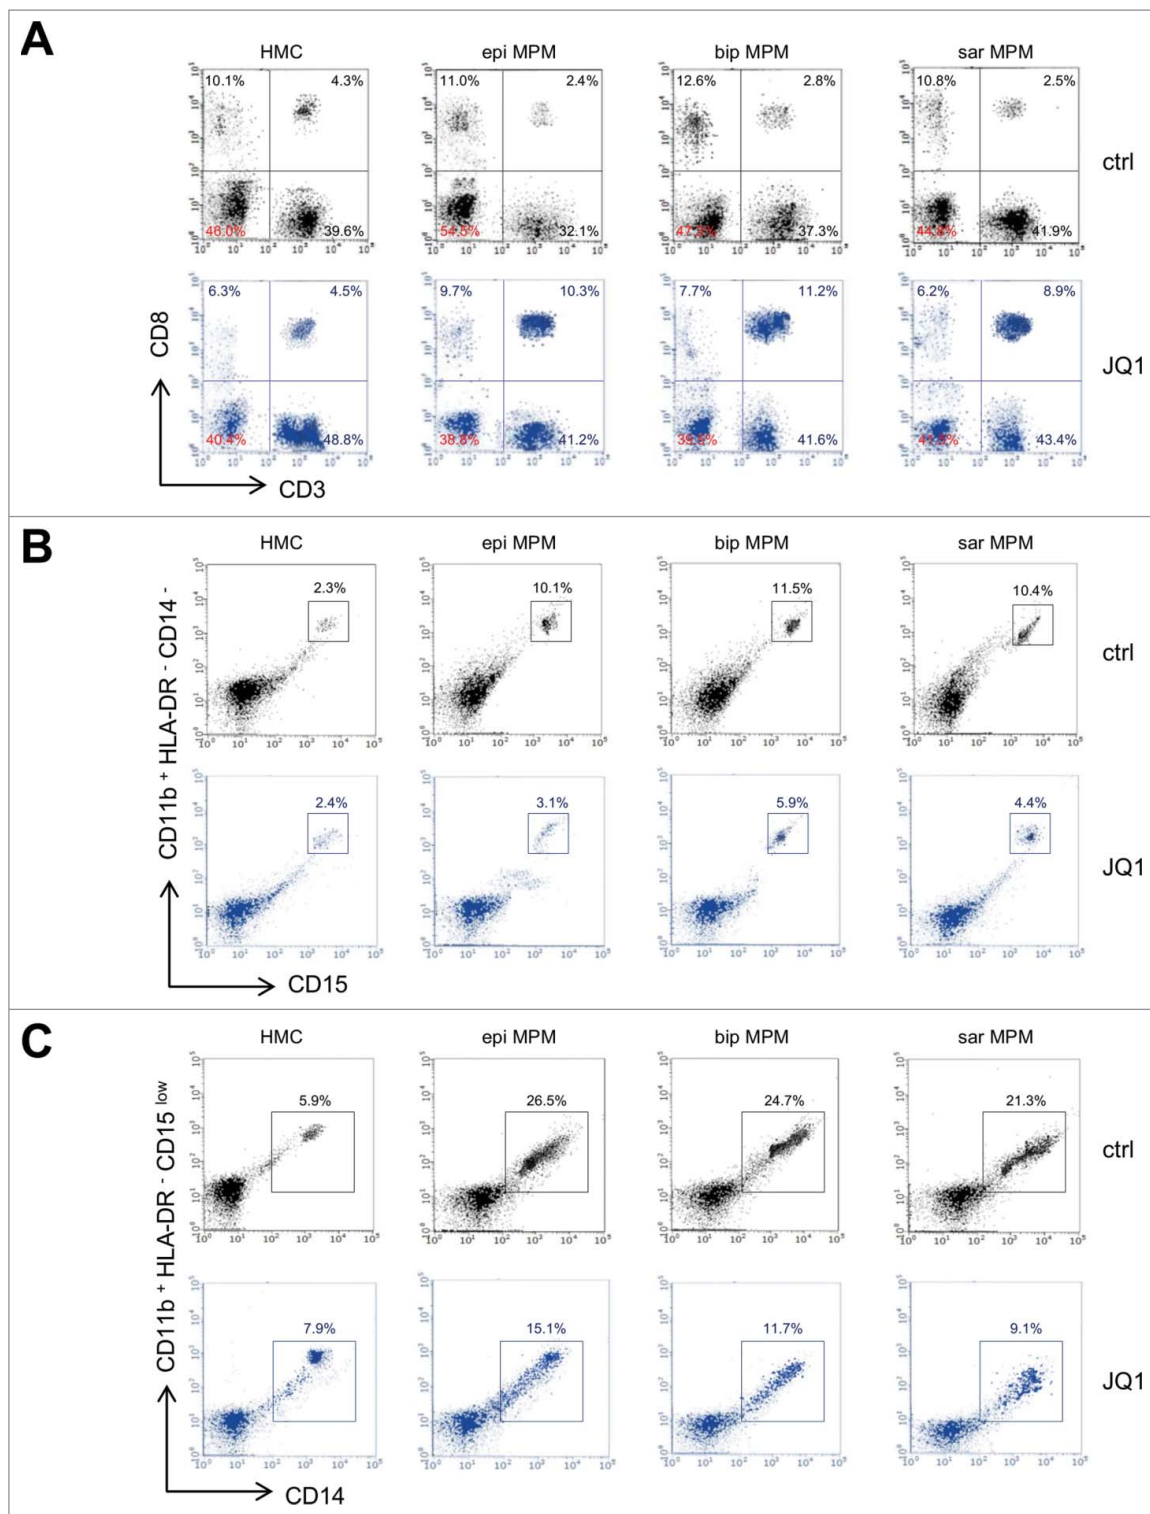 A
HMC epi MPM bip MPM sar MPM
10.1% 4.3% 11.0% 2.4% 12.6% 2.8% 10.8% 2.5%
ctrl
46.0% 39.6% 54.5% 32.1% 37.3% 41.9%
6.3% 4.5% 9.7% 10.3% 7.7% 11.2% 6.2% 8.9%
JQ1
40.4% 48.8% 38.8% 41.2% 41.6% 43.4%
CD8
CD3
B
HMC epi MPM bip MPM sar MPM
2.3% 10.1% 11.5% 10.4%
ctrl
2.4% 3.1% 5.9% 4.4%
JQ1
CD11b + HLA-DR - CD14 -
CD15
C
HMC epi MPM bip MPM sar MPM
5.9% 26.5% 24.7% 21.3%
ctrl
7.9% 15.1% 11.7% 9.1%
JQ1
CD11b + HLA-DR - CD15 low
CD14